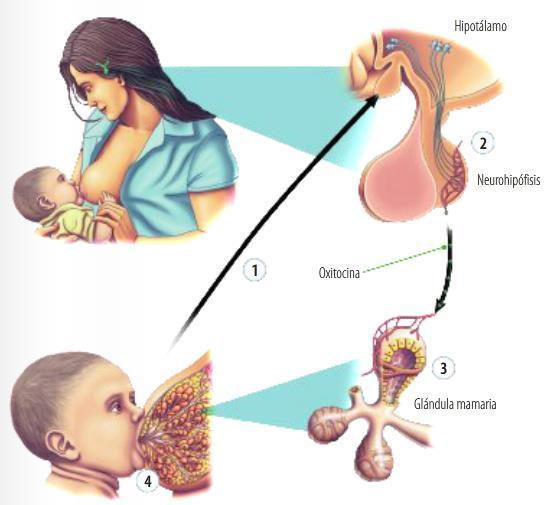 Hipotálamo
2
Neurohipófisis
1
Oxitocina
3
Glándula mamaria
4